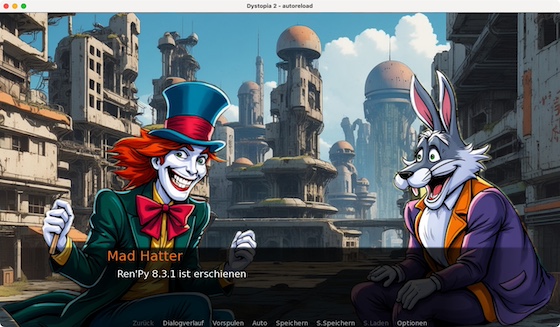 Dystopia 2 - autoreload
Mad Hatter
Ren'Py 8.3.1 ist erschienen
Zurück Dialogverlauf Vorspulen Auto Speichern S.Speichern S.Laden Optionen